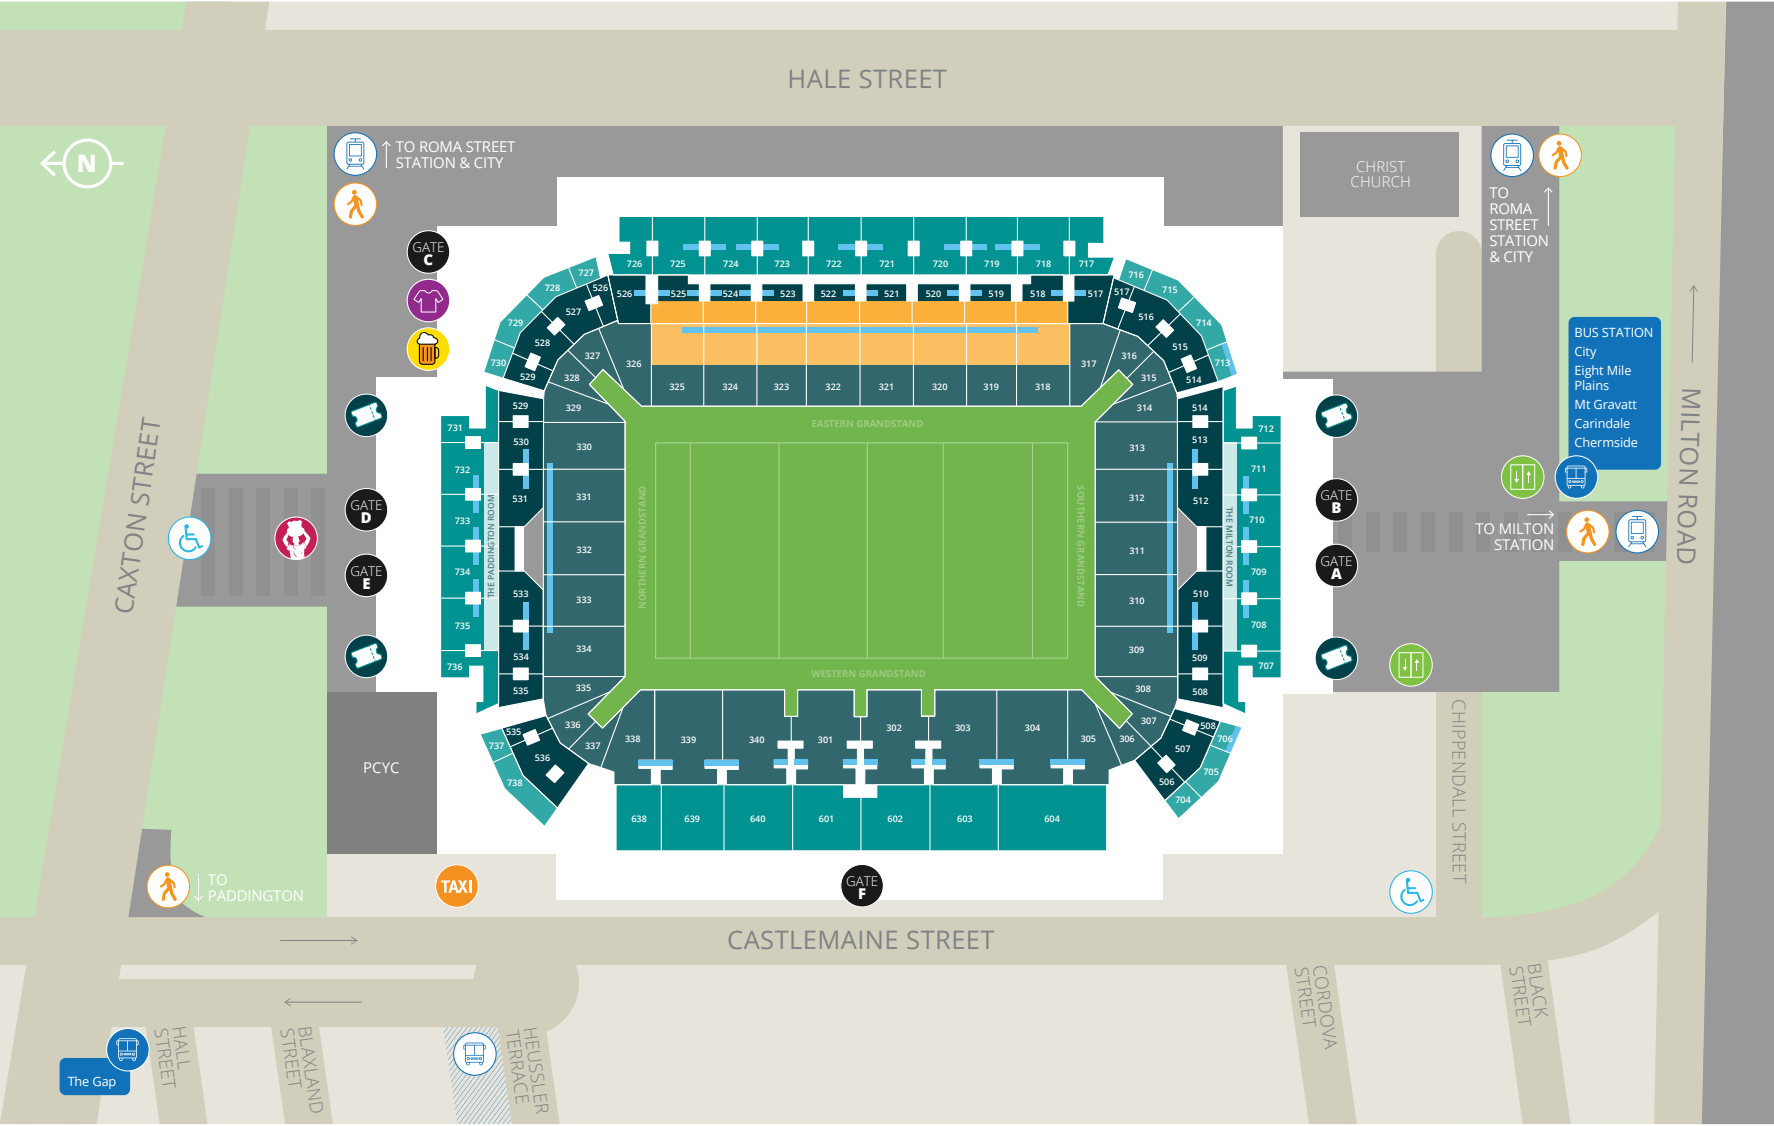 HALE STREET
N
TO ROMA STREET
STATION & CITY
CHRIST
CHURCH
TO
ROMA
STREET
STATION
& CITY
GATE
C
GATE
D
GATE
E
GATE
B
GATE
A
GATE
F
BUS STATION
City
Eight Mile
Plains
Mt Gravatt
Carindale
Chermside
TO MILTON
STATION
MILTON ROAD
CAXTON STREET
726 725 724 723 722 721 720 719 718 717
526 525 524 523 522 521 520 519 518 517
727 526
728 527
729 528
730 529
327
328
326
325 324 323 322 321 320 319 318
317
716 517
715 516
714 515
713 514
316
315
529 329
731 530 330
732 531 331
733 332
734 533 333
735 534 334
736 535 335
THE PADDINGTON ROOM
NORTHERN GRANDSTAND
EASTERN GRANDSTAND
SOUTHERN GRANDSTAND
WESTERN GRANDSTAND
THE MILTON ROOM
314 514
313 513 712
312 512 711
311 710
310 510 709
309 509 708
308 508 707
535 336
737 536 337
738
338 339 340 301 302 303 304 305
306 307
508 706
507 705
506 704
638 639 640 601 602 603 604
PCYC
TAXI
TO
PADDINGTON
CHIPPENDALL STREET
CASTLEMAINE STREET
The Gap
HALL
STREET
BLAXLAND
STREET
HEUSSLER
TERRACE
CORDOVA
STREET
BLACK
STREET